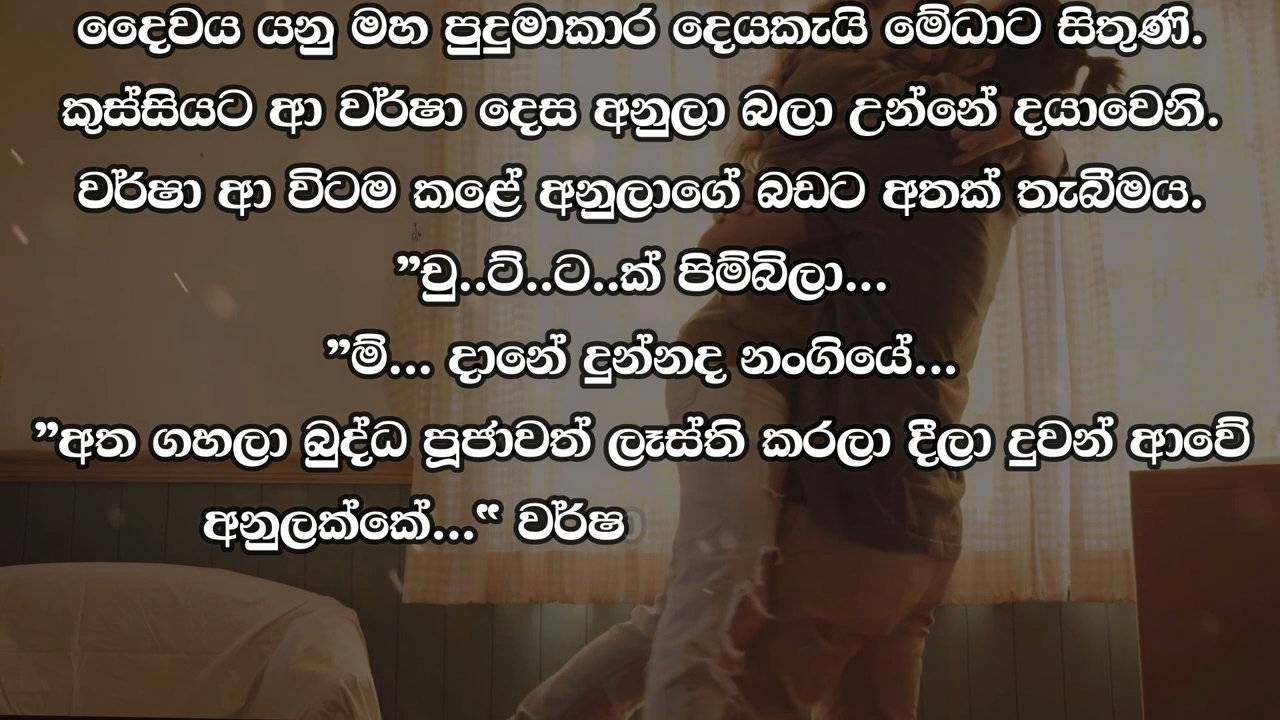 දෛවය යනු මහ පුදුමාකාර දෙයකැයි මේධාට සිතුණි.
කුස්සියට ආ වර්ෂා දෙස අනුලා බලා උන්නේ දයාවෙනි.
වර්ෂා ආ විටම කළේ අනුලාගේ බඩට අතක් තැබීමය.
”චු..ට්..ට..ක් පිම්බිලා...
”ම්... දානේ දුන්නද නංගියේ...
”අත ගහලා බුද්ධ පූජාවත් ලෑස්ති කරලා දීලා දුවන් ආවේ
අනුලක්කේ...“ වර්ෂා